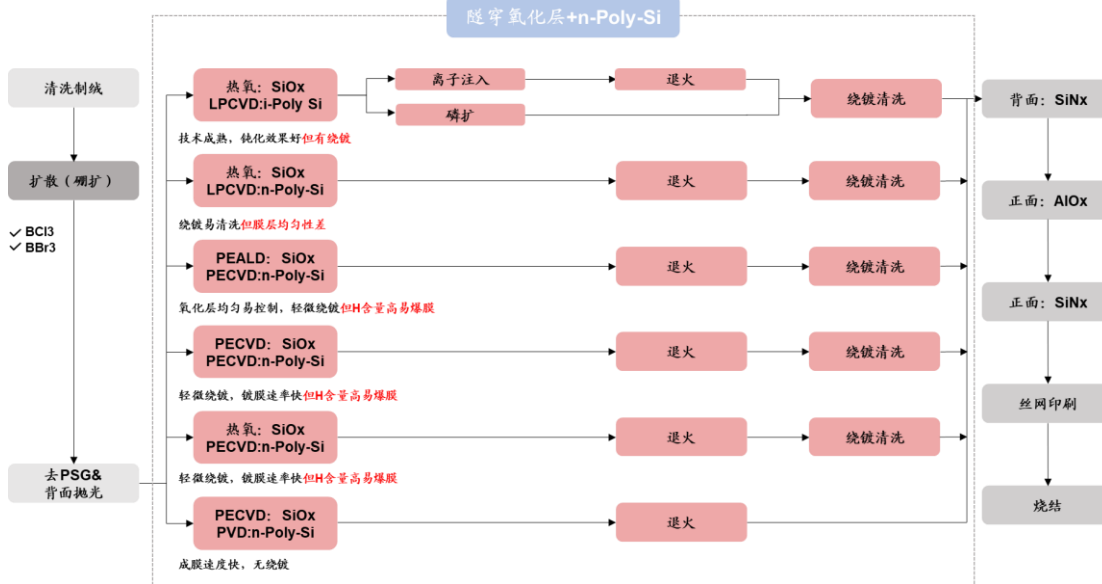 隧穿氧化层+n-Poly-Si
清洗制绒
扩散（硼扩）
✓ BCl3
✓ BBr3
去PSG&
背面抛光
热氧：SiOx
LPCVD:i-Poly Si
离子注入
退火
磷扩
绕镀清洗
技术成熟，钝化效果好但有绕镀
热氧：SiOx
LPCVD:n-Poly-Si
退火
绕镀清洗
绕镀易清洗但膜层均匀性差
PEALD：SiOx
PECVD:n-Poly-Si
退火
绕镀清洗
氧化层均匀易控制，轻微绕镀但H含量高易爆膜
PECVD：SiOx
PECVD:n-Poly-Si
退火
绕镀清洗
轻微绕镀，镀膜速率快但H含量高易爆膜
热氧：SiOx
PECVD:n-Poly-Si
退火
绕镀清洗
轻微绕镀，镀膜速率快但H含量高易爆膜
PECVD：SiOx
PVD:n-Poly-Si
退火
成膜速度快，无绕镀
背面：SiNx
正面：AlOx
正面：SiNx
丝网印刷
烧结